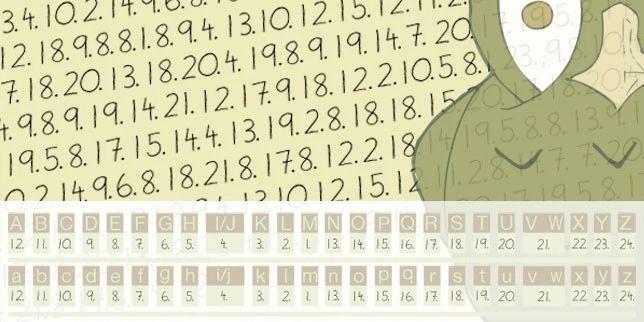 3.4.10.2.14.9.6.4.
12.18.9.8.8.1.8.9. 13.10.12.15.12.
7.18.20.13.18.20.4.19.8.9.19.14.7.20.
9.8.9.19.14.21.12.17.9.18.12.2.10.5.8.
19.5.8.17.15.14.4.13.19.2.8.18.18.15
2.14.9.6.8.18.21.8.17.8.12.2.18
13.10.12.15.12
A B C D E F G H I/J K L M N O P Q R S T U V W X Y Z
12. 11. 10. 9. 8. 7. 6. 5. 4. 3. 2. 1. 13. 14. 15. 16. 17. 18. 19. 20. 21. 22. 23. 24.
a b c d e f g h i/j k l m n o p q r s t u v w x y z
12. 11. 10. 9. 8. 7. 6. 5. 4. 3. 2. 1. 13. 14. 15. 16. 17. 18. 19. 20. 21. 22. 23. 24.